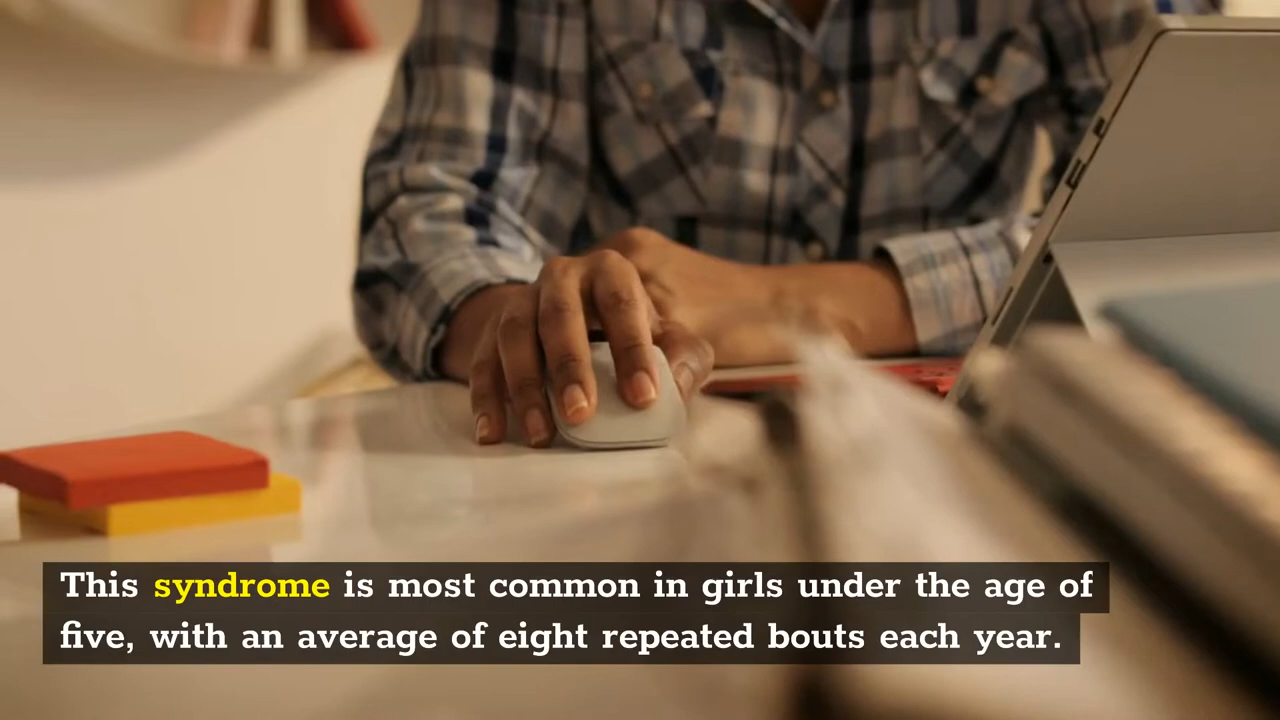 This syndrome is most common in girls under the age of
five, with an average of eight repeated bouts each year.